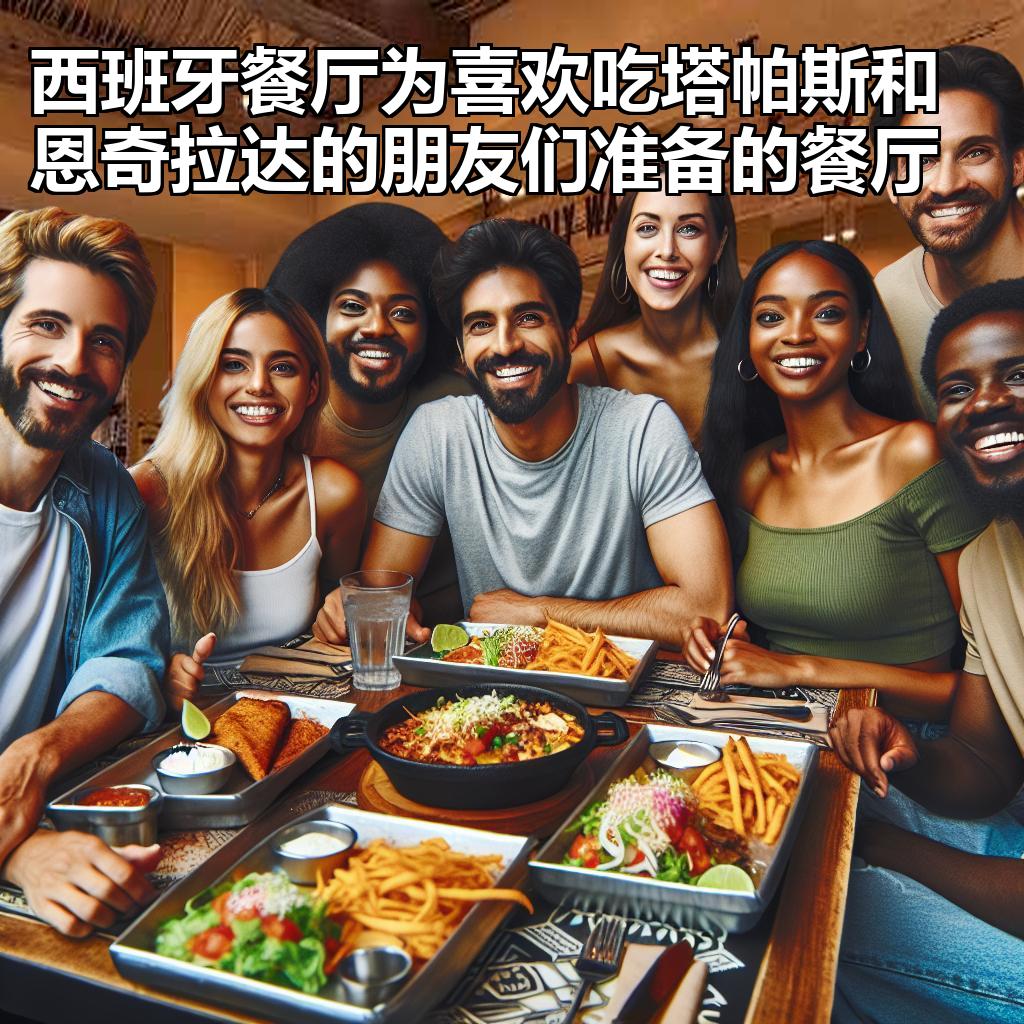 西班牙餐厅为喜欢吃塔帕斯和
恩奇拉达的朋友们准备的餐厅